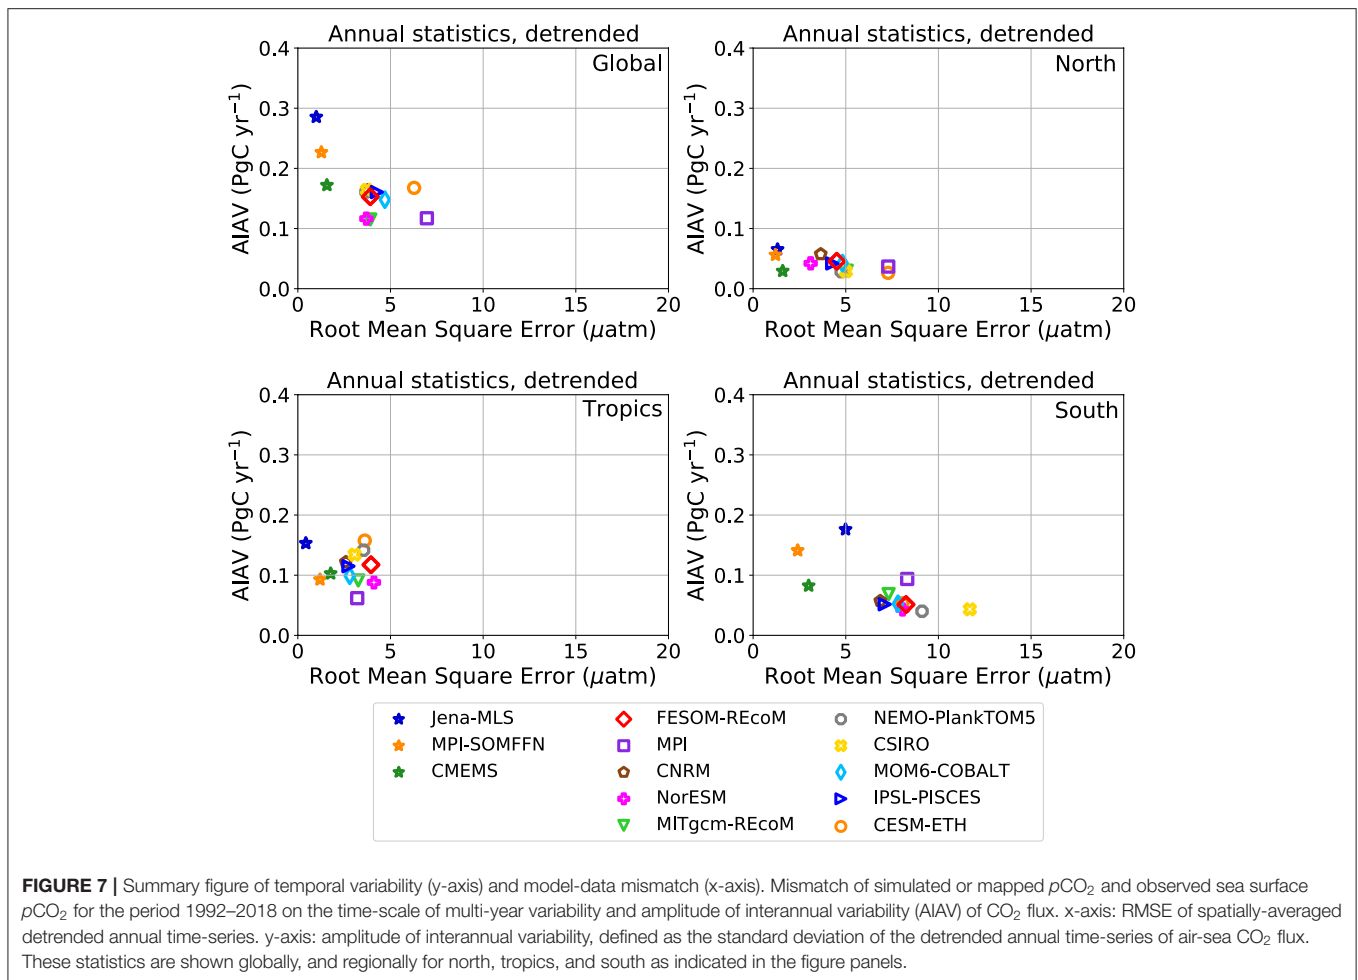 Annual statistics, detrended
Global
AIAV (PgC yr⁻¹)
0.4
0.3
0.2
0.1
0.0
0 5 10 15 20
Root Mean Square Error (μatm)
Annual statistics, detrended
North
AIAV (PgC yr⁻¹)
0.4
0.3
0.2
0.1
0.0
0 5 10 15 20
Root Mean Square Error (μatm)
Annual statistics, detrended
Tropics
AIAV (PgC yr⁻¹)
0.4
0.3
0.2
0.1
0.0
0 5 10 15 20
Root Mean Square Error (μatm)
Annual statistics, detrended
South
AIAV (PgC yr⁻¹)
0.4
0.3
0.2
0.1
0.0
0 5 10 15 20
Root Mean Square Error (μatm)
Jena-MLS
MPI-SOMFFN
CMEMS
FESOM-REcoM
MPI
CNRM
NorESM
MITgcm-REcoM
NEMO-PlankTOM5
CSIRO
MOM6-COBALT
IPSL-PISCES
CESM-ETH
FIGURE 7 | Summary figure of temporal variability (y-axis) and model-data mismatch (x-axis). Mismatch of simulated or mapped pCO₂ and observed sea surface
pCO₂ for the period 1992–2018 on the time-scale of multi-year variability and amplitude of interannual variability (AIAV) of CO₂ flux. x-axis: RMSE of spatially-averaged
detrended annual time-series. y-axis: amplitude of interannual variability, defined as the standard deviation of the detrended annual time-series of air-sea CO₂ flux.
These statistics are shown globally, and regionally for north, tropics, and south as indicated in the figure panels.